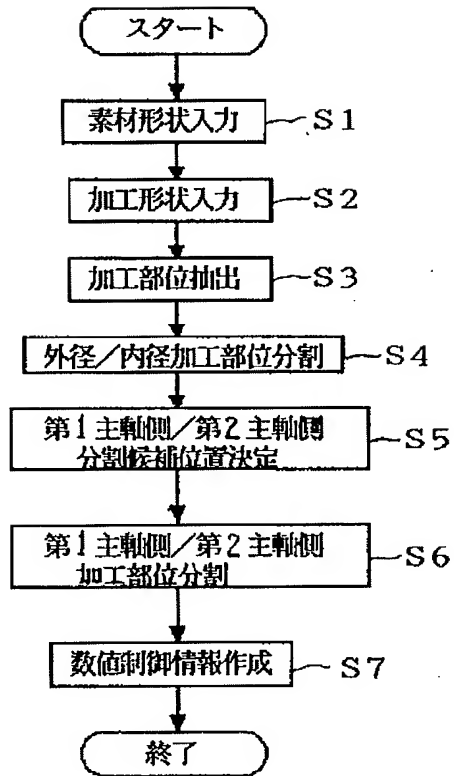 スタート
素材形状入力 S1
加工形状入力 S2
加工部位抽出 S3
外径／内径加工部位分割 S4
第1主軸側／第2主軸側
分割候補位置決定 S5
第1主軸側／第2主軸側
加工部位分割 S6
数値制御情報作成 S7
終了